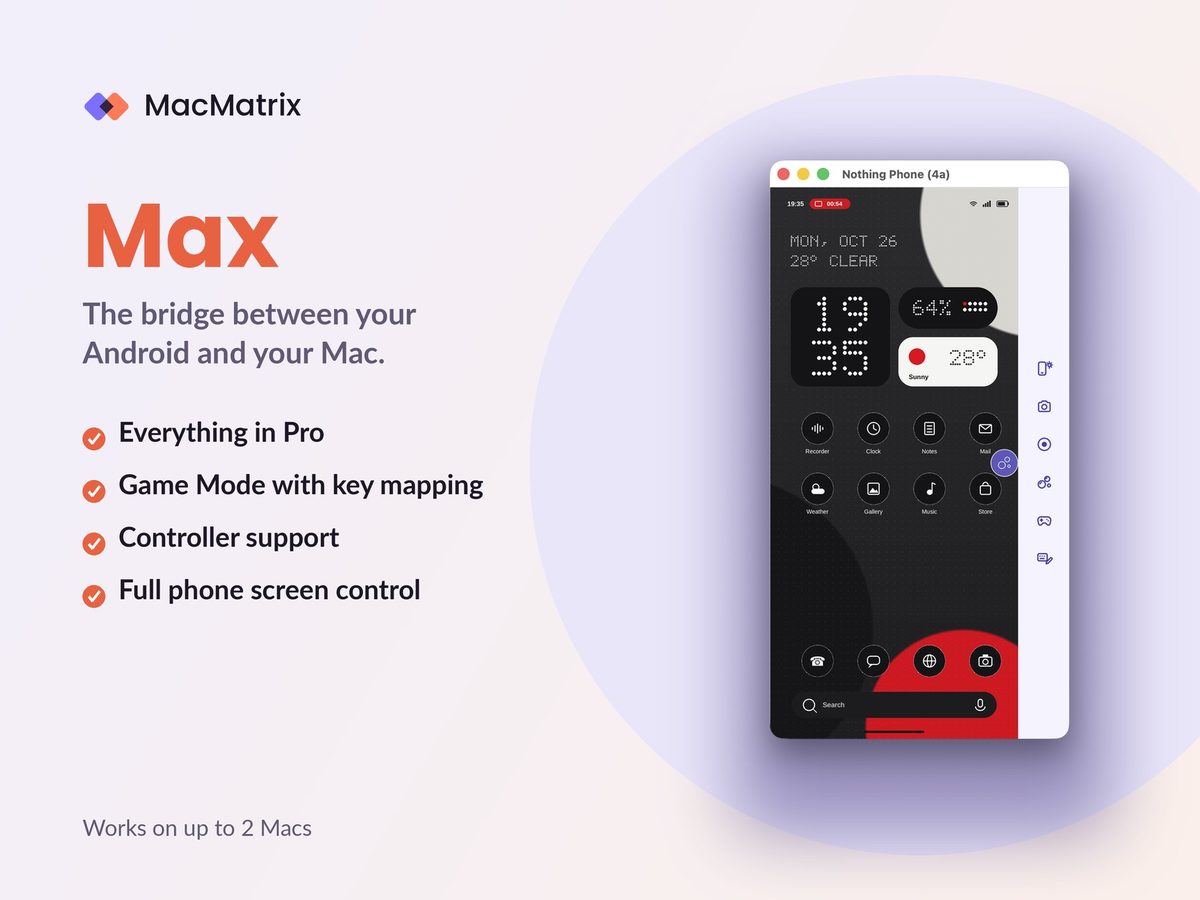 MacMatrix
Max
The bridge between your
Android and your Mac.
Everything in Pro
Game Mode with key mapping
Controller support
Full phone screen control
Works on up to 2 Macs
Nothing Phone (4a)
19:35 00:54
MON, OCT 26
28° CLEAR
19
35
64%
28°
Sunny
Recorder Clock Notes Mail
Weather Gallery Music Store
Search